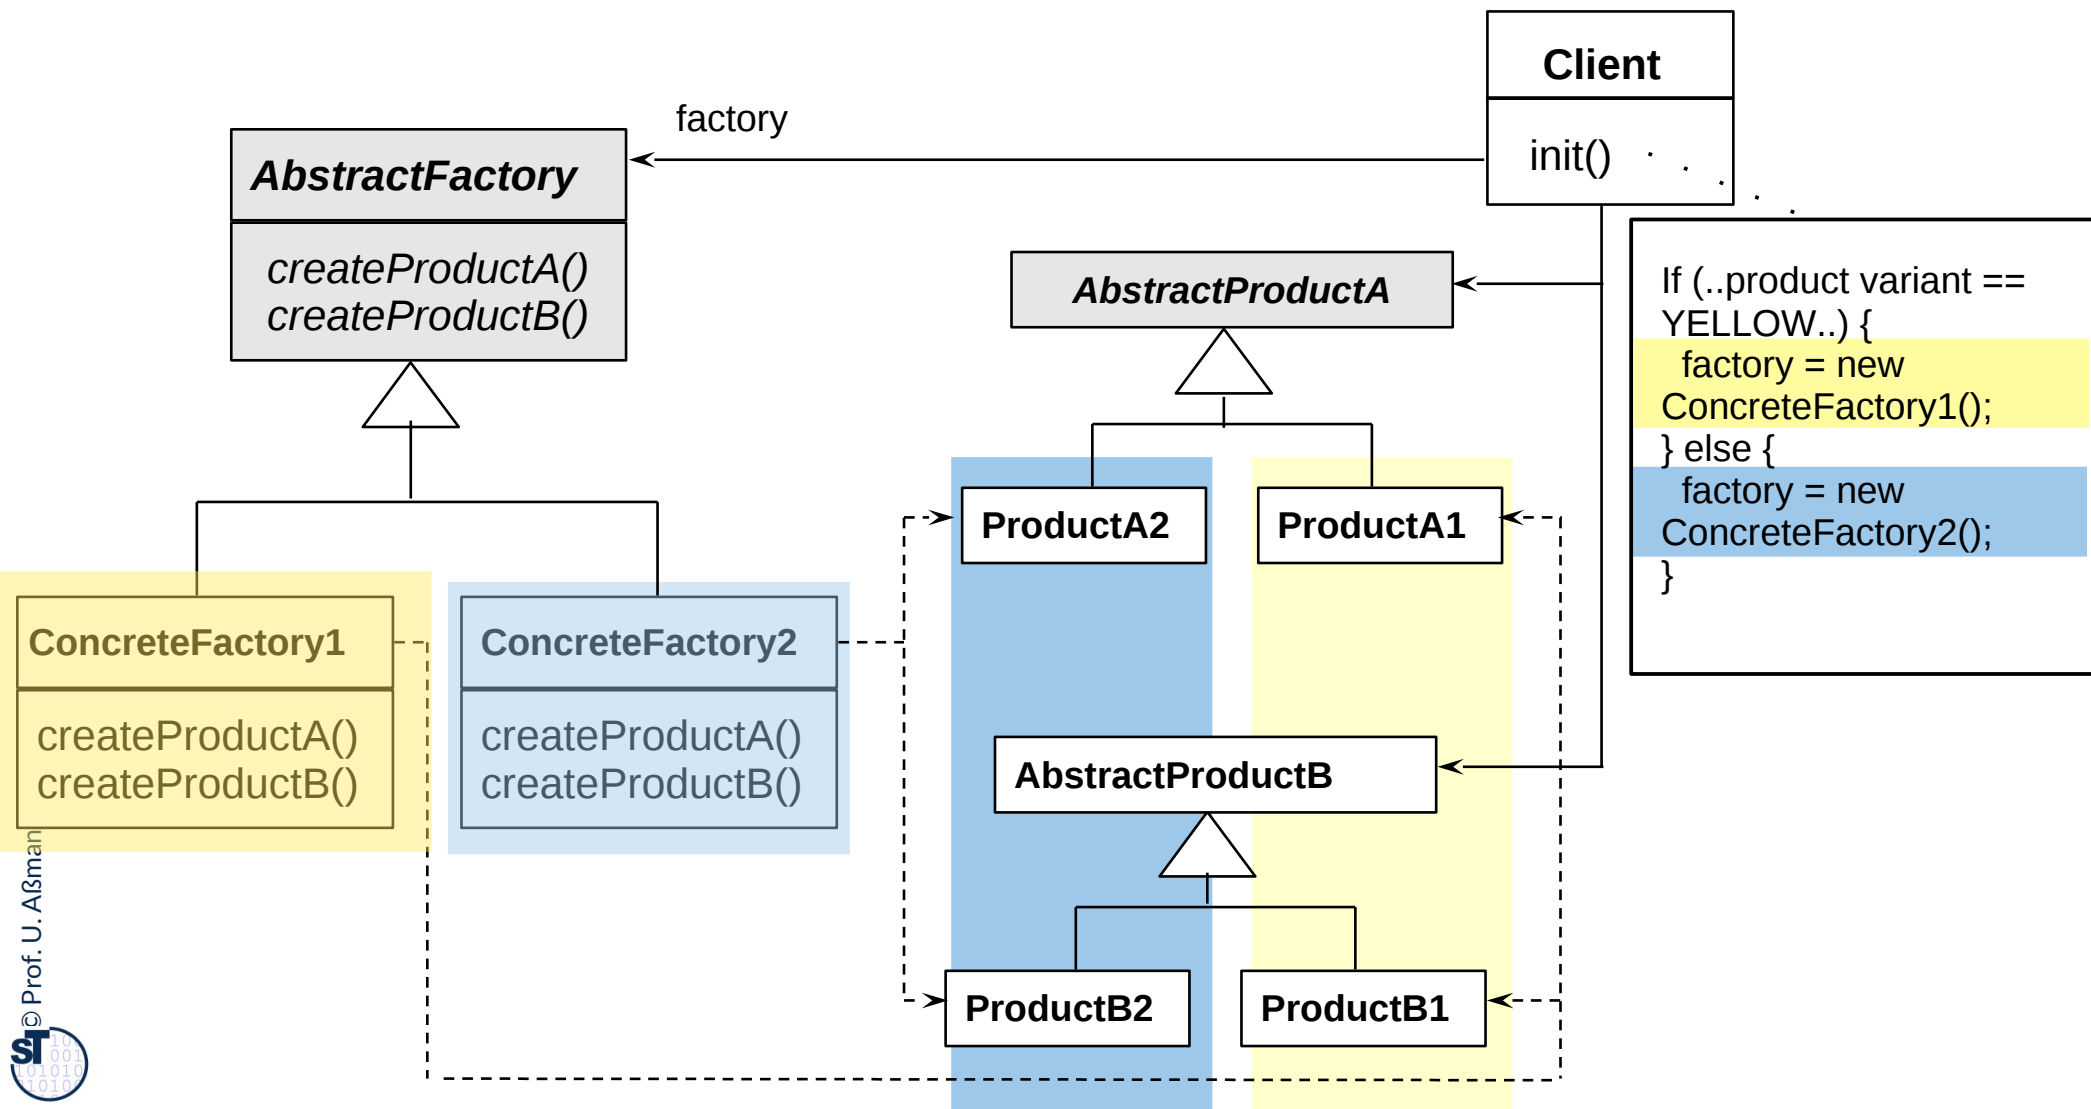 Client
init()
factory
AbstractFactory
createProductA()
createProductB()
AbstractProductA
If (..product variant ==
YELLOW..) {
factory = new
ConcreteFactory1();
} else {
factory = new
ConcreteFactory2();
}
ProductA2
ProductA1
ConcreteFactory1
createProductA()
createProductB()
ConcreteFactory2
createProductA()
createProductB()
AbstractProductB
ProductB2
ProductB1
© Prof. U. Aßman
ST